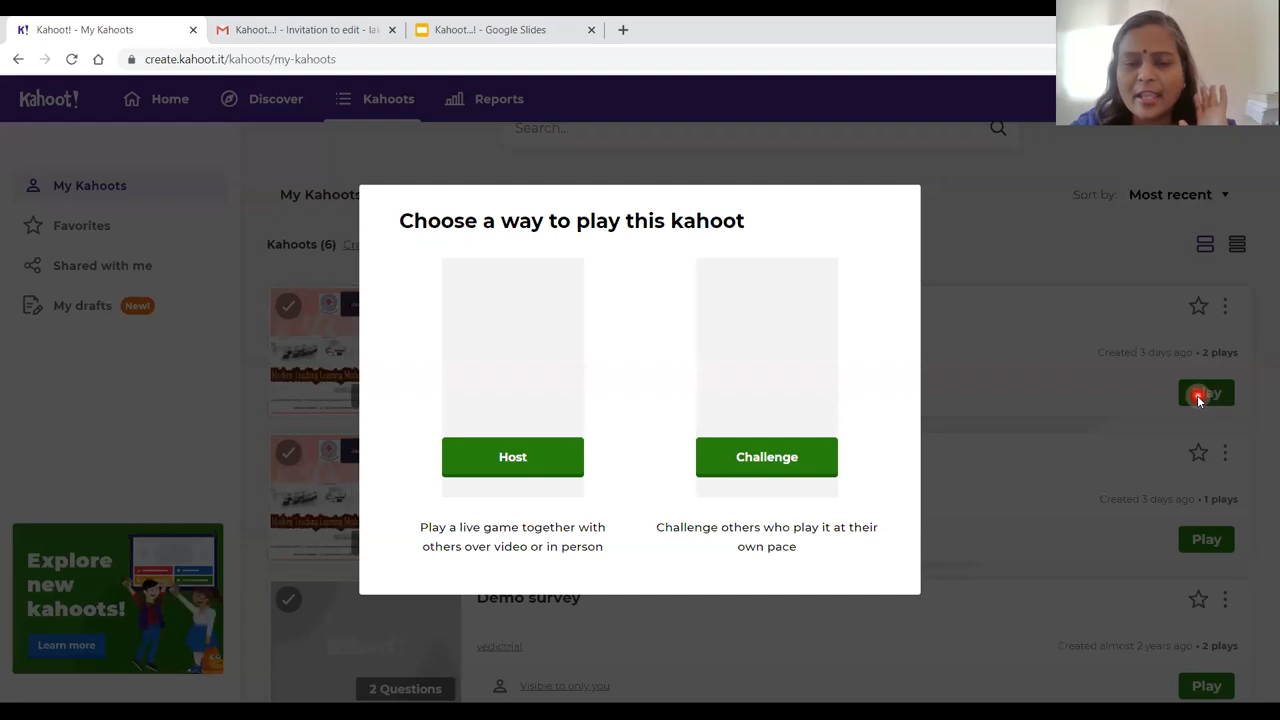 Kahoot! - My Kahoots
Kahoot...! - Invitation to edit - la
Kahoot...! - Google Slides
create.kahoot.it/kahoots/my-kahoots
Kahoot!
Home
Discover
Kahoots
Reports
Search..
My Kahoots
Favorites
Shared with me
My drafts
New!
My Kahoots
Sort by:
Most recent
Kahoots (6)
Choose a way to play this kahoot
Host
Challenge
Play a live game together with
others over video or in person
Challenge others who play it at their
own pace
Created 3 days ago • 2 plays
Play
Modern Teaching Learning
Created 3 days ago • 1 plays
Play
Demo survey
vedictrial
Created almost 2 years ago • 2 plays
2 Questions
Visible to only you
Play
Explore
new
kahoots!
Learn more